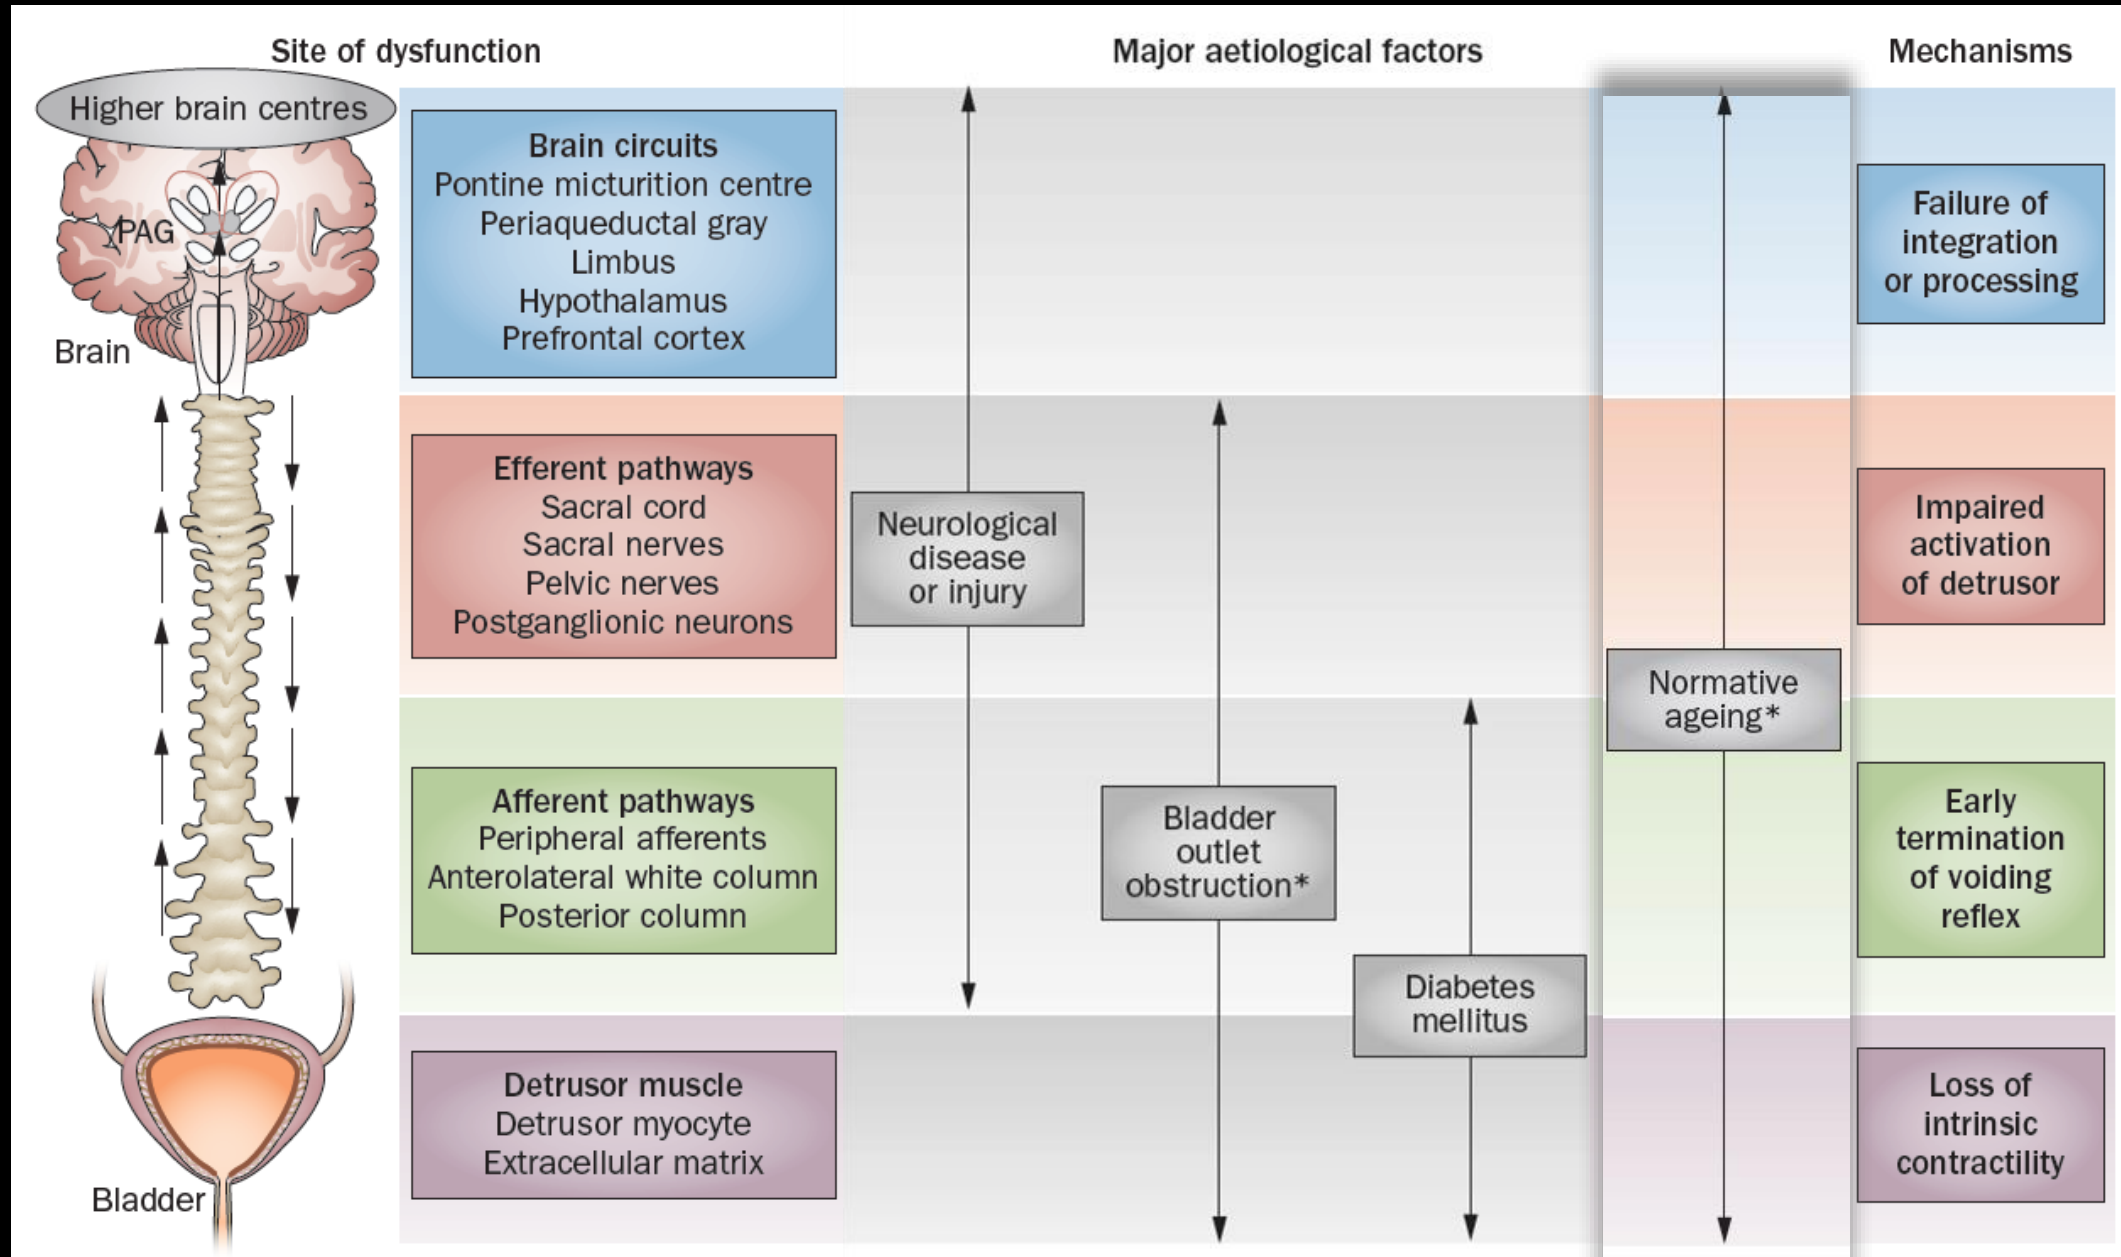 Site of dysfunction
Major aetiological factors
Mechanisms
Higher brain centres
PAG
Brain
Bladder
Brain circuits
Pontine micturition centre
Periaqueductal gray
Limbus
Hypothalamus
Prefrontal cortex
Efferent pathways
Sacral cord
Sacral nerves
Pelvic nerves
Postganglionic neurons
Afferent pathways
Peripheral afferents
Anterolateral white column
Posterior column
Detrusor muscle
Detrusor myocyte
Extracellular matrix
Neurological
disease
or injury
Bladder
outlet
obstruction*
Diabetes
mellitus
Normative
ageing*
Failure of
integration
or processing
Impaired
activation
of detrusor
Early
termination
of voiding
reflex
Loss of
intrinsic
contractility